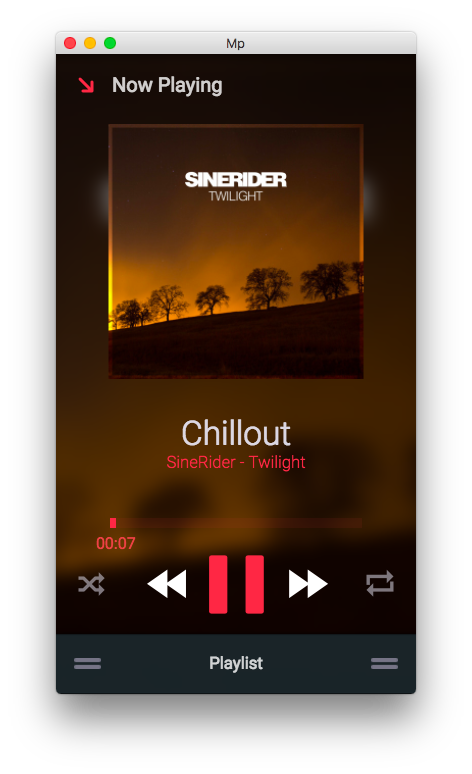 Mp
Now Playing
SINERIDER
TWILIGHT
Chillout
SineRider - Twilight
00:07
Playlist